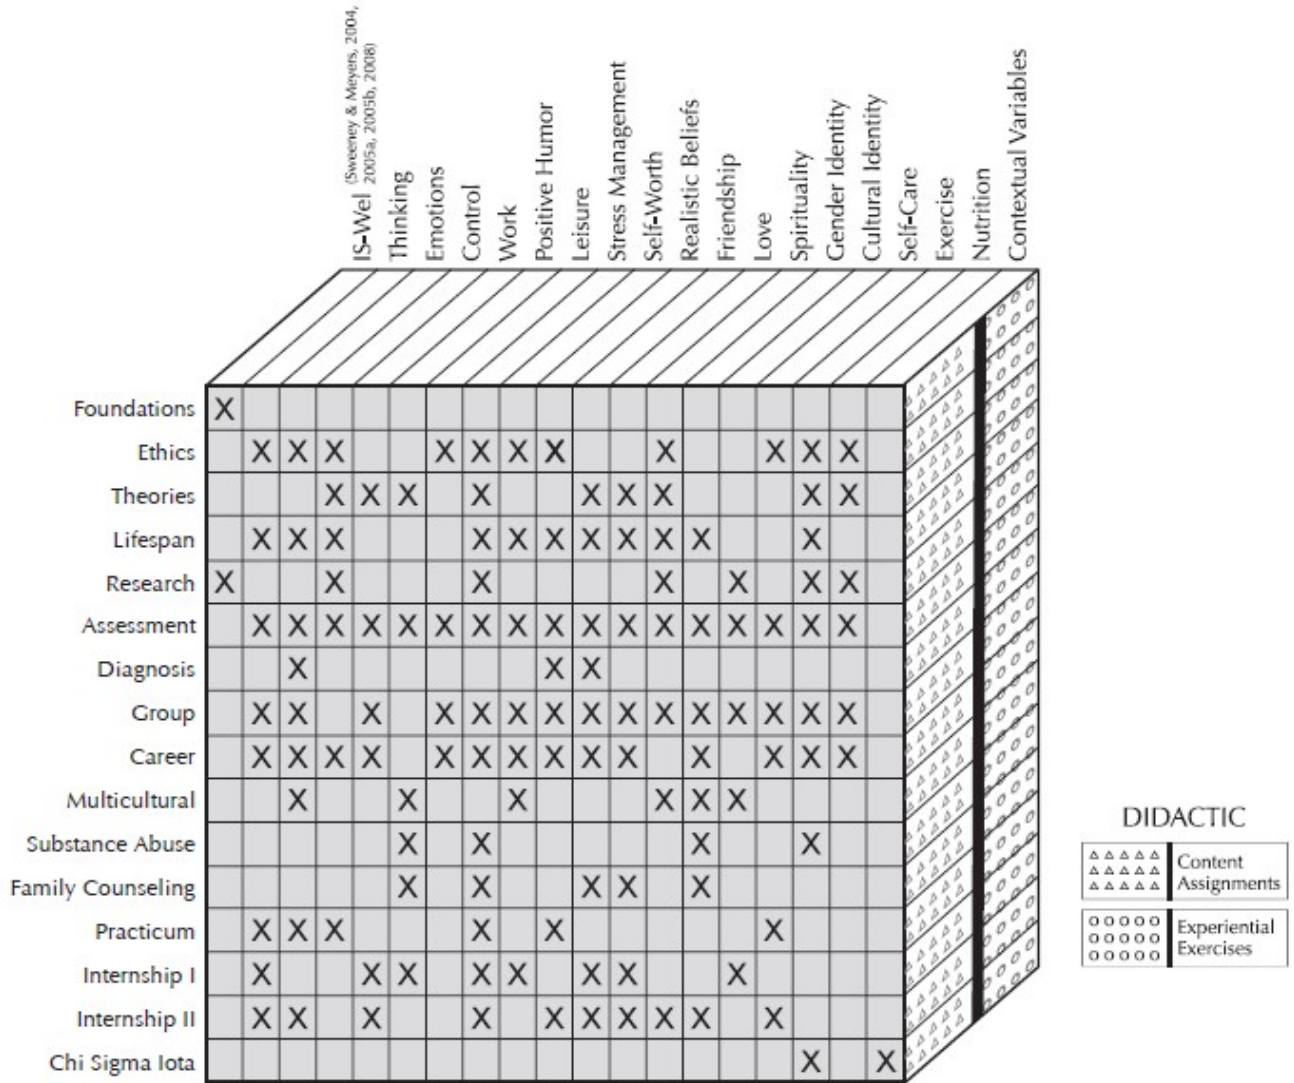 IS-Wel (Sweeney & Meyers, 2004,
2005a, 2005b, 2008)
Thinking
Emotions
Control
Work
Positive Humor
Leisure
Stress Management
Self-Worth
Realistic Beliefs
Friendship
Love
Spirituality
Gender Identity
Cultural Identity
Self-Care
Exercise
Nutrition
Contextual Variables
Foundations X
Ethics X X X X X X X X X X X
Theories X X X X X X X X X
Lifespan X X X X X X X X X X X
Research X X X X X X X
Assessment X X X X X X X X X X X X X X X X X
Diagnosis X X X
Group X X X X X X X X X X X X X X X
Career X X X X X X X X X X X X X X
Multicultural X X X X X X
Substance Abuse X X X X
Family Counseling X X X X X
Practicum X X X X X X
Internship I X X X X X X X X
Internship II X X X X X X X X X X
Chi Sigma Iota X X
DIDACTIC
Content
Assignments
Experiential
Exercises